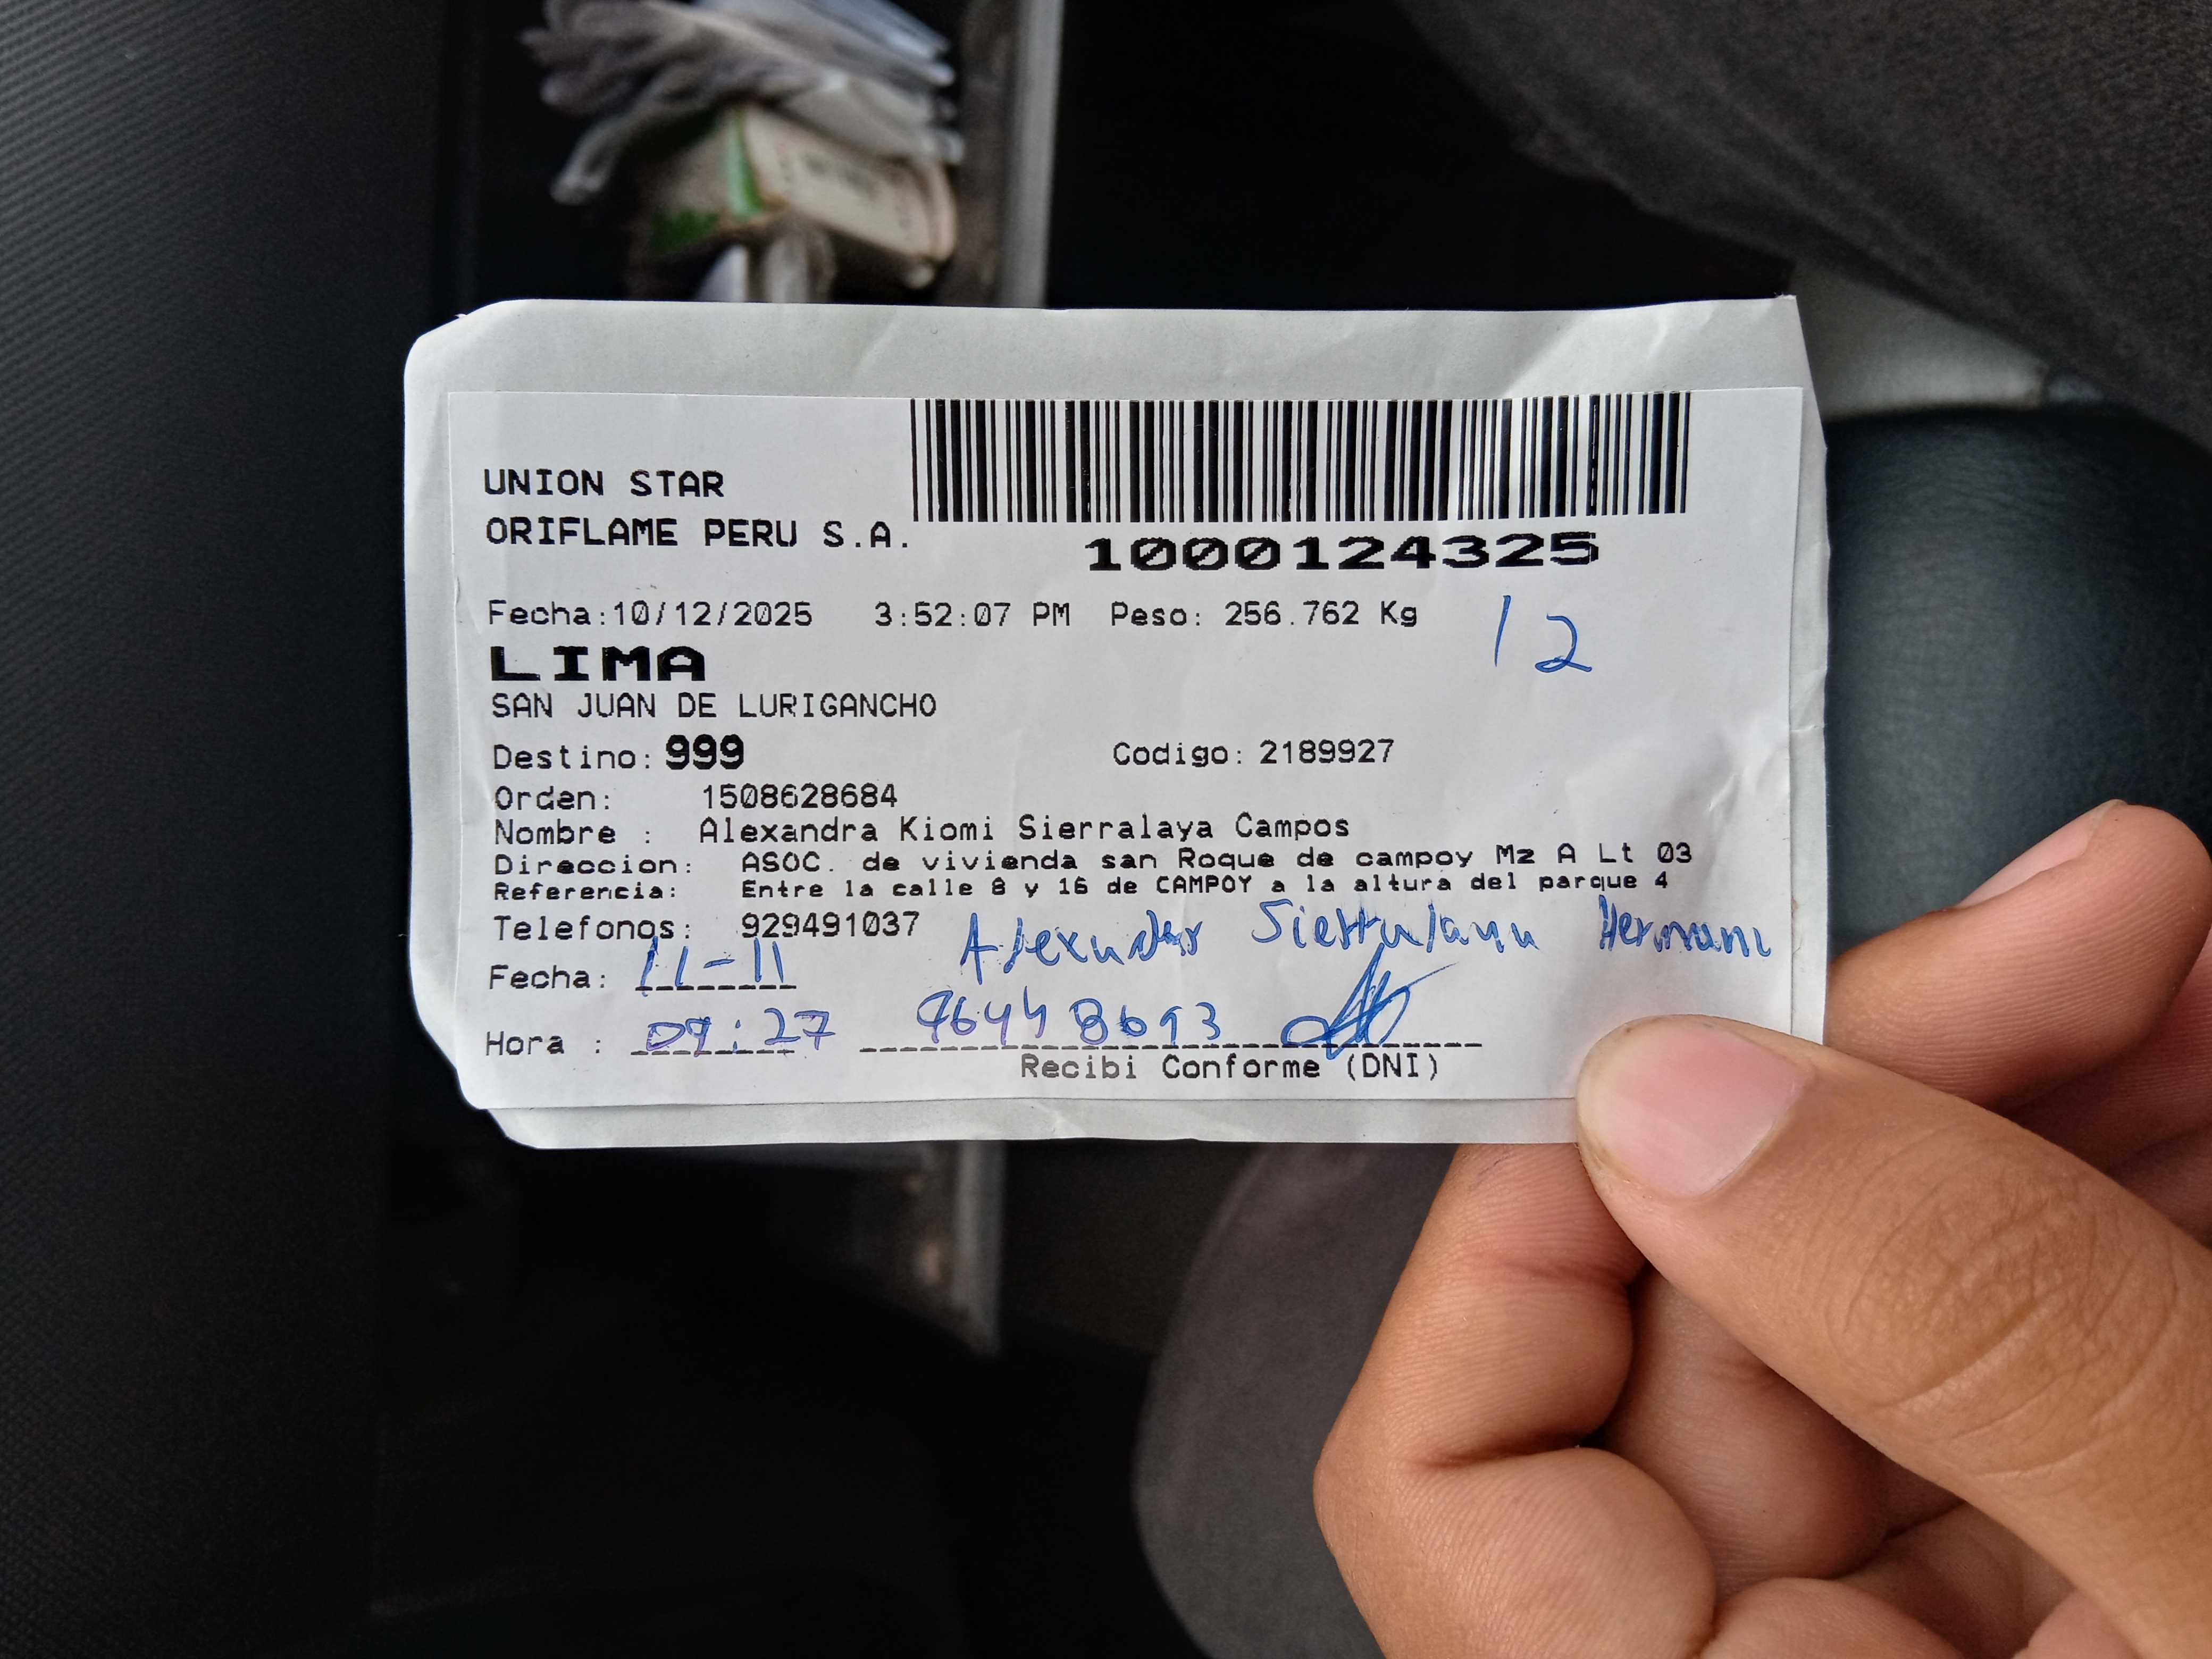 UNION STAR
ORIFLAME PERU S.A.
1000124325
Fecha:10/12/2025 3:52:07 PM Peso: 256.762 Kg
12
LIMA
SAN JUAN DE LURIGANCHO
Destino: 999 Codigo: 2189927
Orden: 1508628684
Nombre : Alexandra Kiomi Sierralaya Campos
Direccion: ASOC. de vivienda san Roque de campoy Mz A Lt 03
Referencia: Entre la calle 8 y 16 de CAMPOY a la altura del parque 4
Telefonos: 929491037
Alexander Sierralaya Hermano
Fecha: 11-11
Hora : 09:27
Recibi Conforme (DNI)